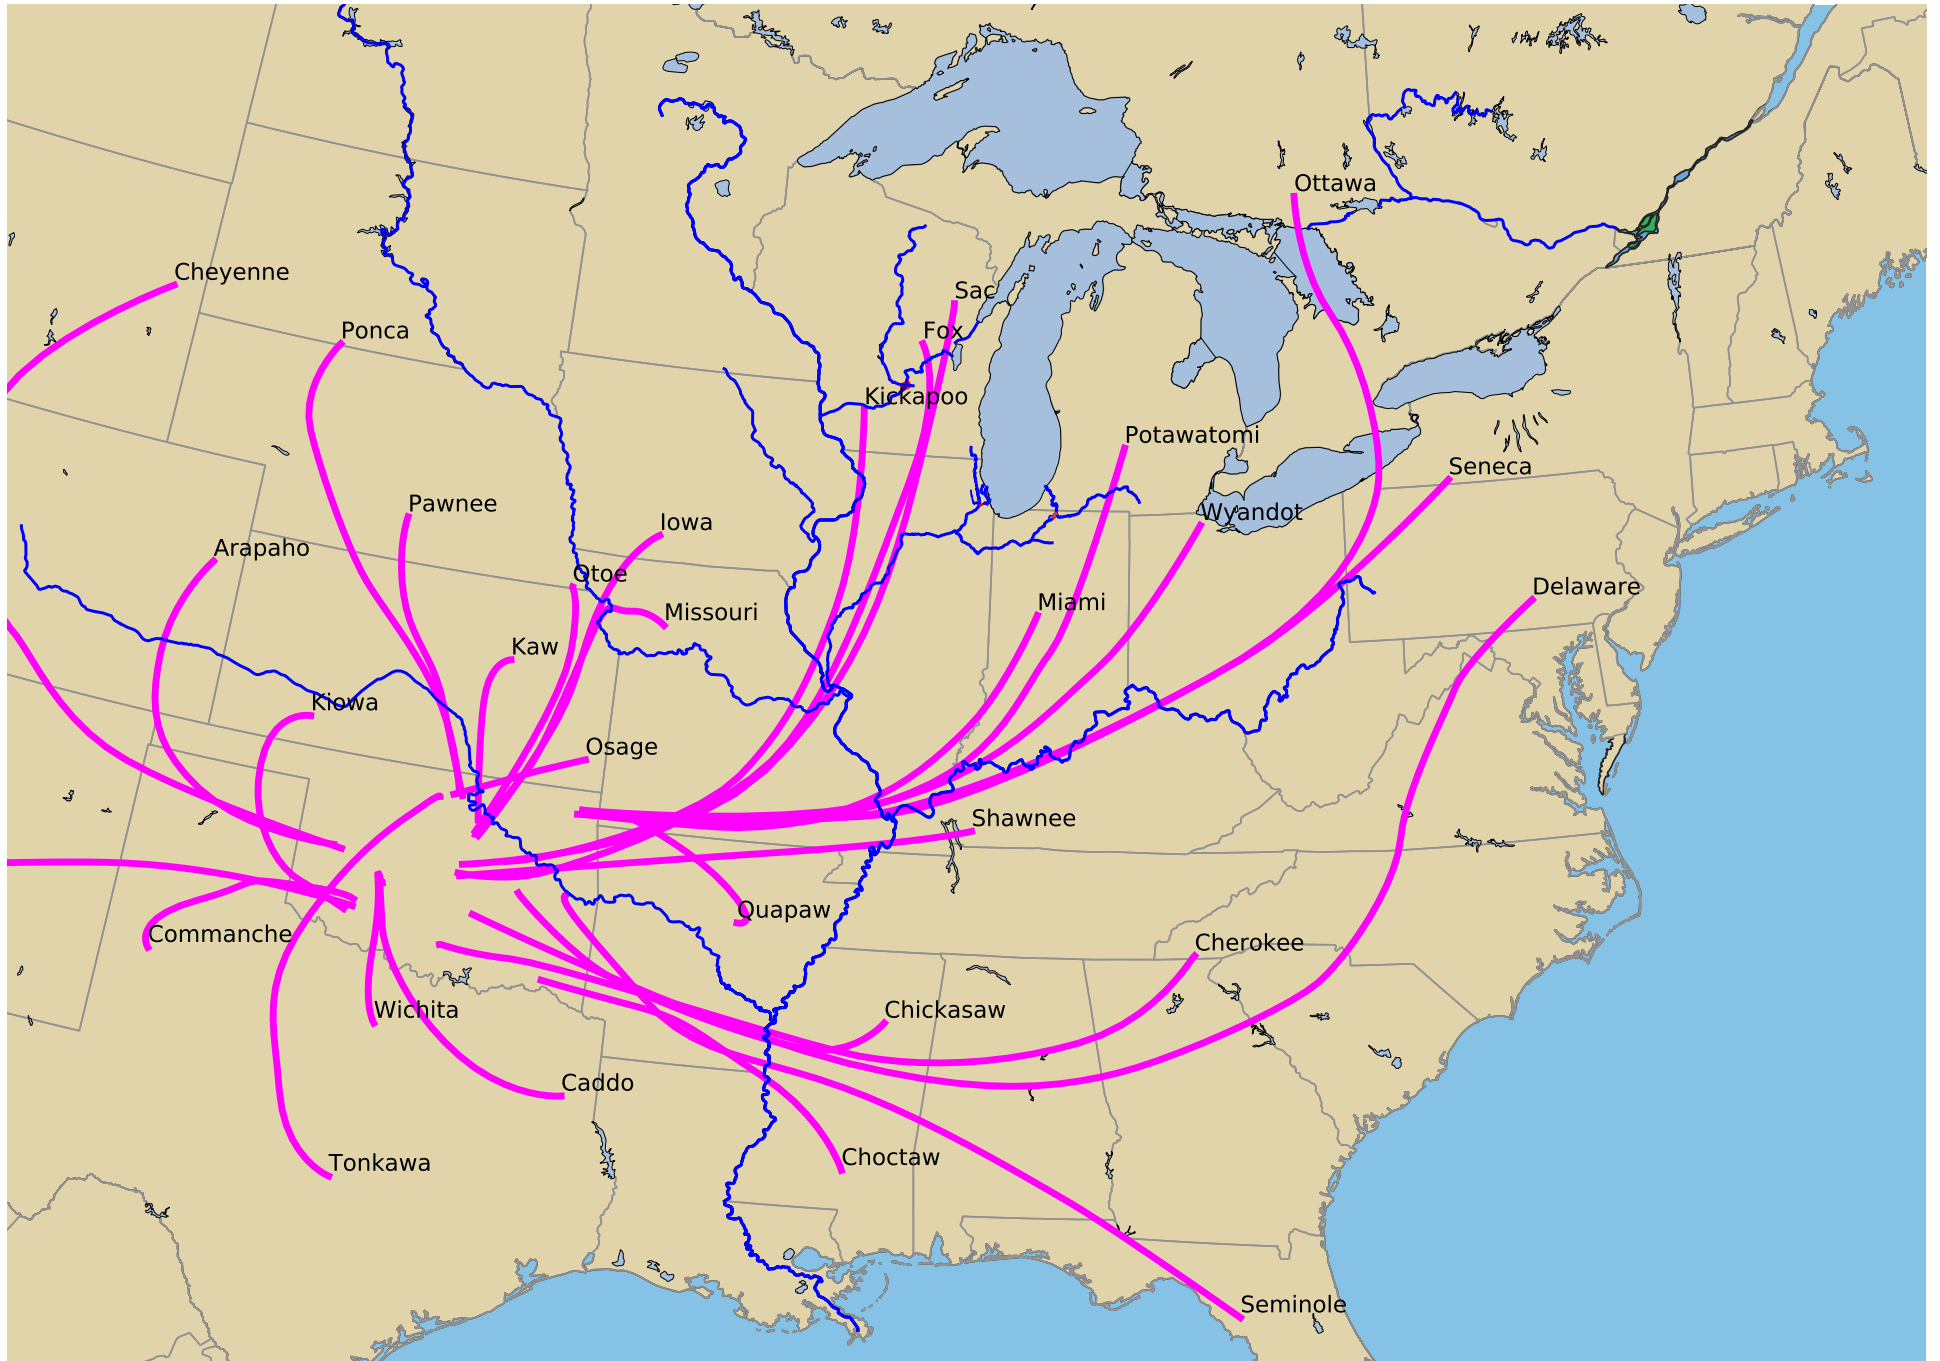 Ottawa
Cheyenne
Sac
Ponca
Fox
Kickapoo
Potawatomi
Seneca
Pawnee
Wyandot
Iowa
Arapaho
Otoe
Delaware
Miami
Missouri
Kaw
Kiowa
Osage
Shawnee
Quapaw
Commanche
Cherokee
Wichita
Chickasaw
Caddo
Choctaw
Tonkawa
Seminole